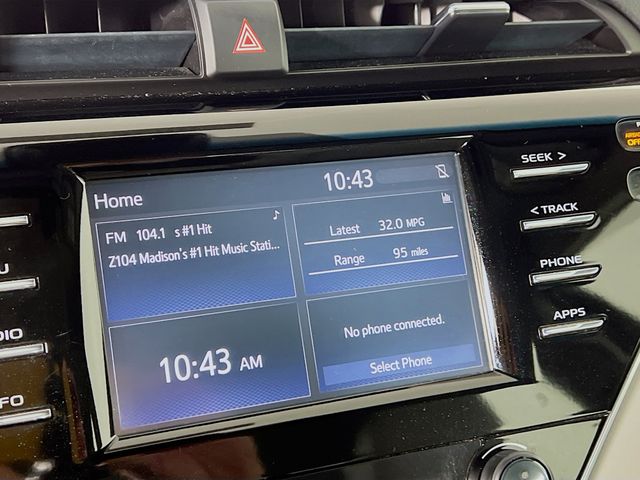 Home
10:43
FM 104.1 s #1 Hit
Z104 Madison's #1 Hit Music Stati...
Latest 32.0 MPG
Range 95 miles
10:43 AM
No phone connected.
Select Phone
SEEK >
< TRACK
PHONE
APPS
OFF